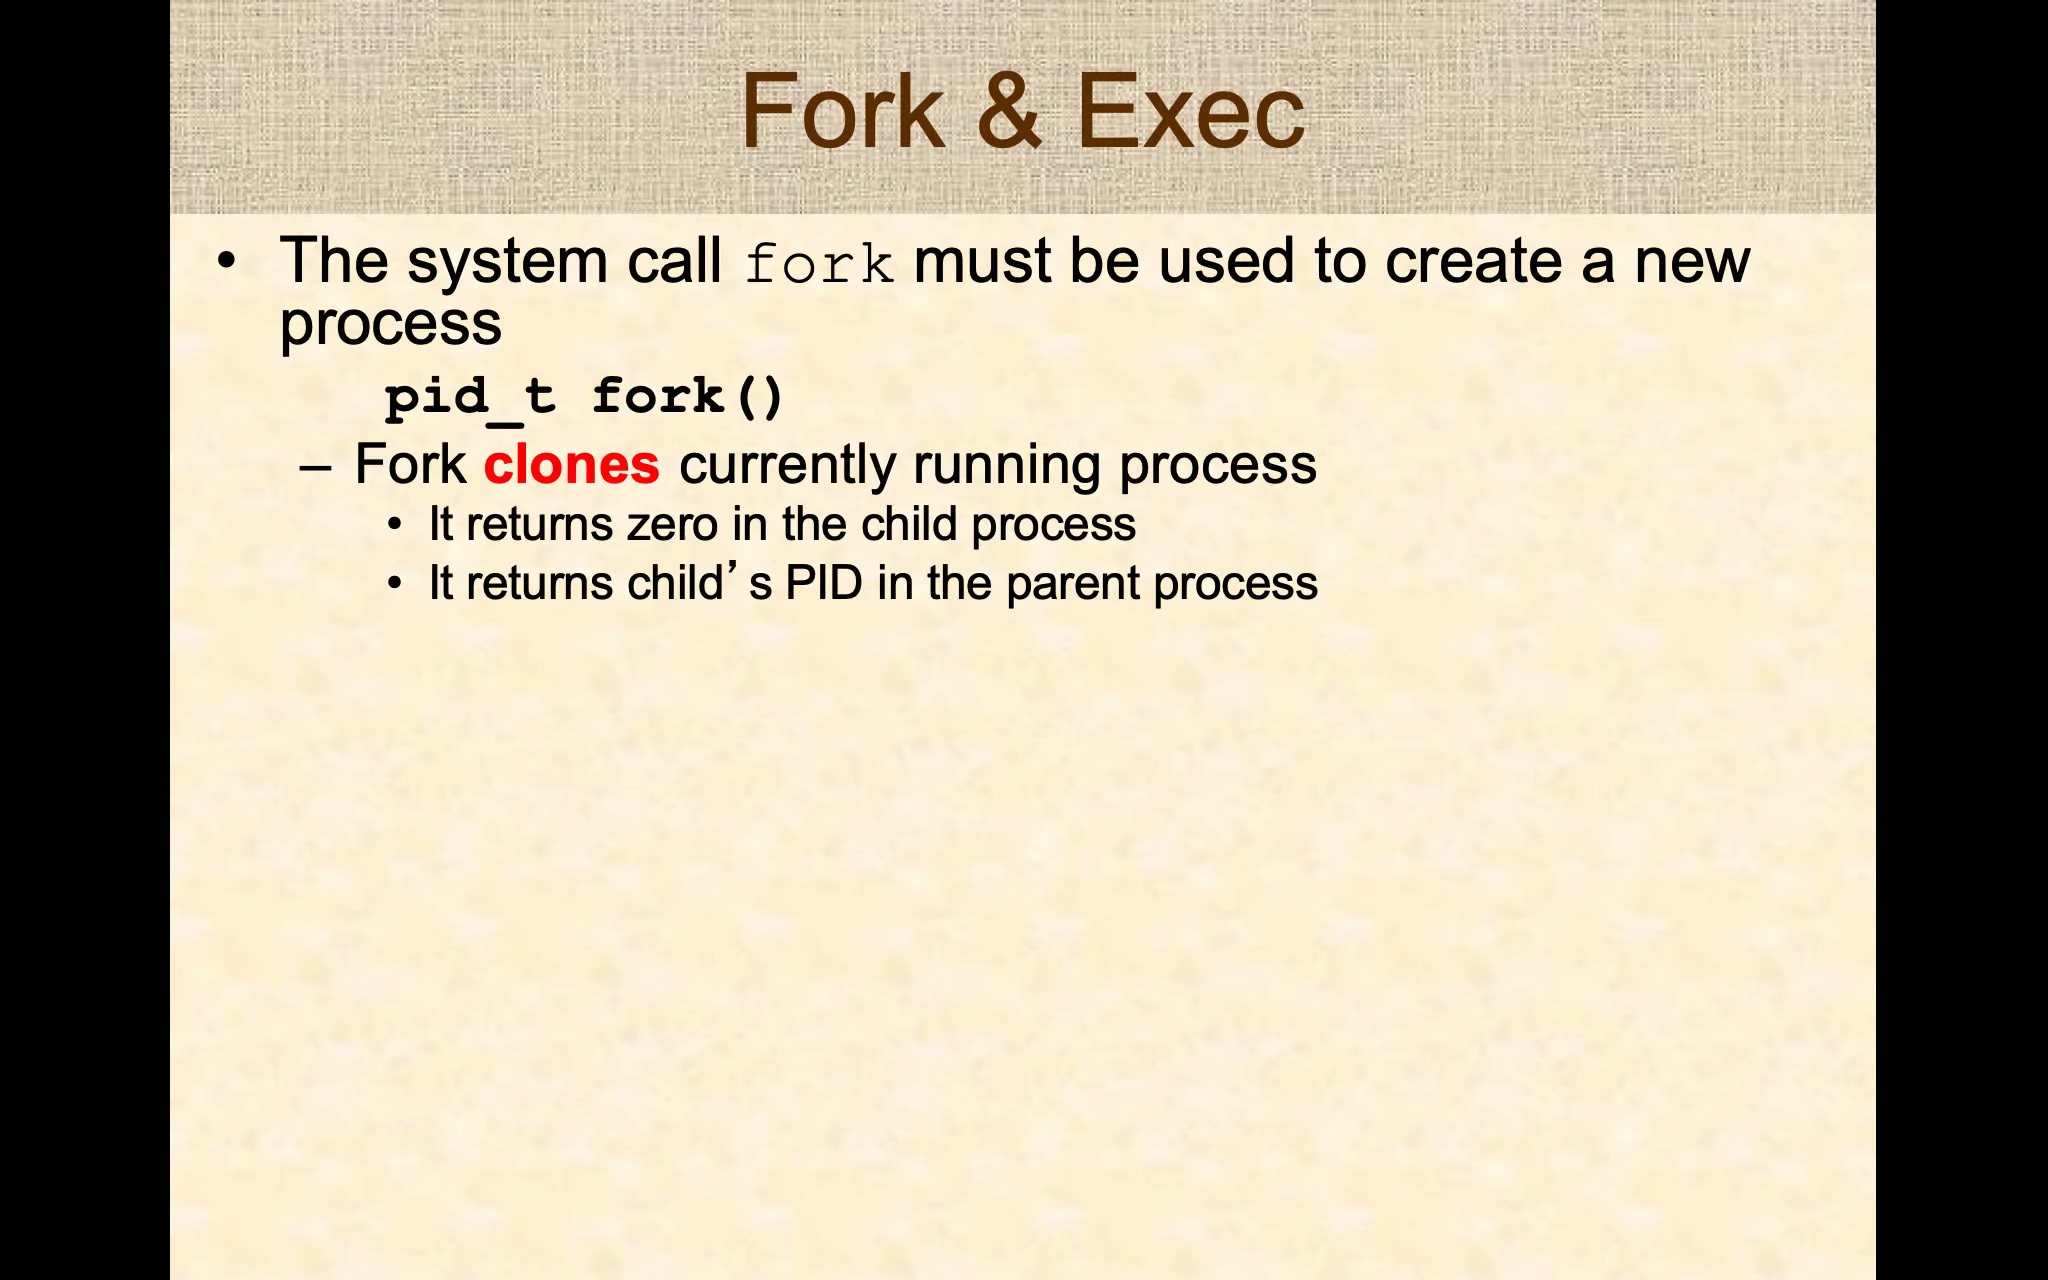 Fork & Exec
• The system call fork must be used to create a new
process
pid_t fork()
– Fork clones currently running process
• It returns zero in the child process
• It returns child’s PID in the parent process